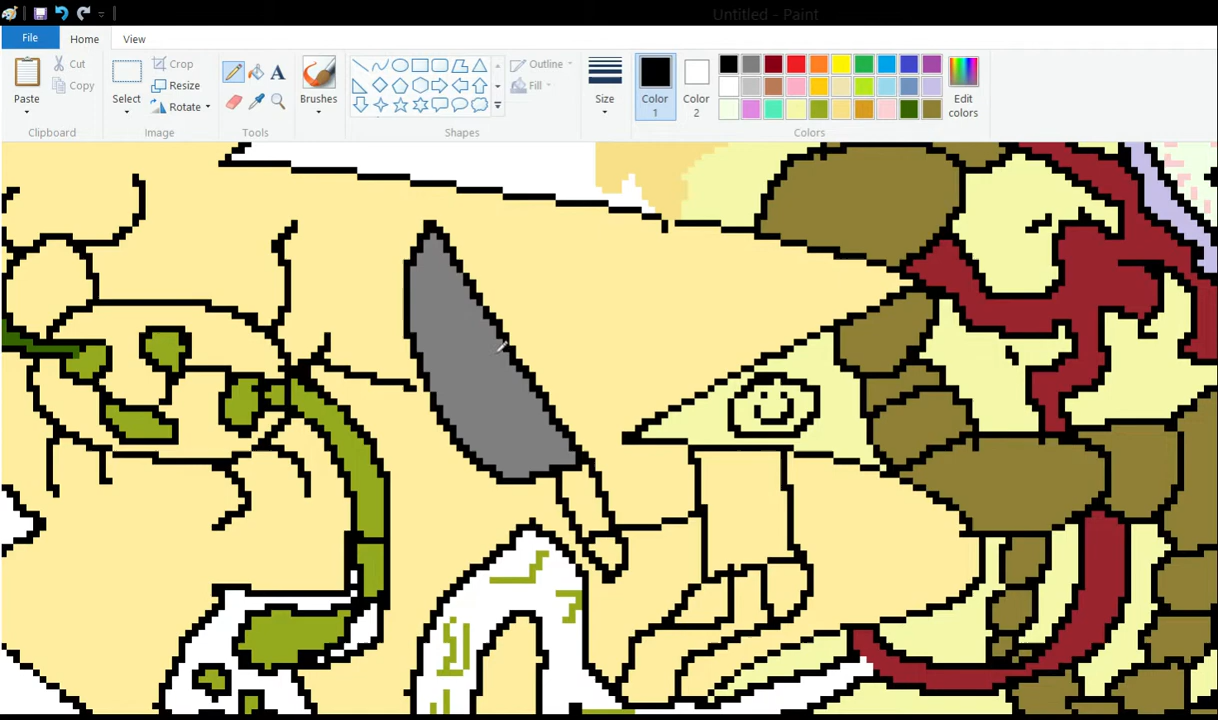 Untitled - Paint
File Home View
Paste
Cut
Copy
Clipboard
Select
Crop
Resize
Rotate
Image
A
Tools
Brushes
Outline
Fill
Shapes
Size
Color 1
Color 2
Edit colors
Colors